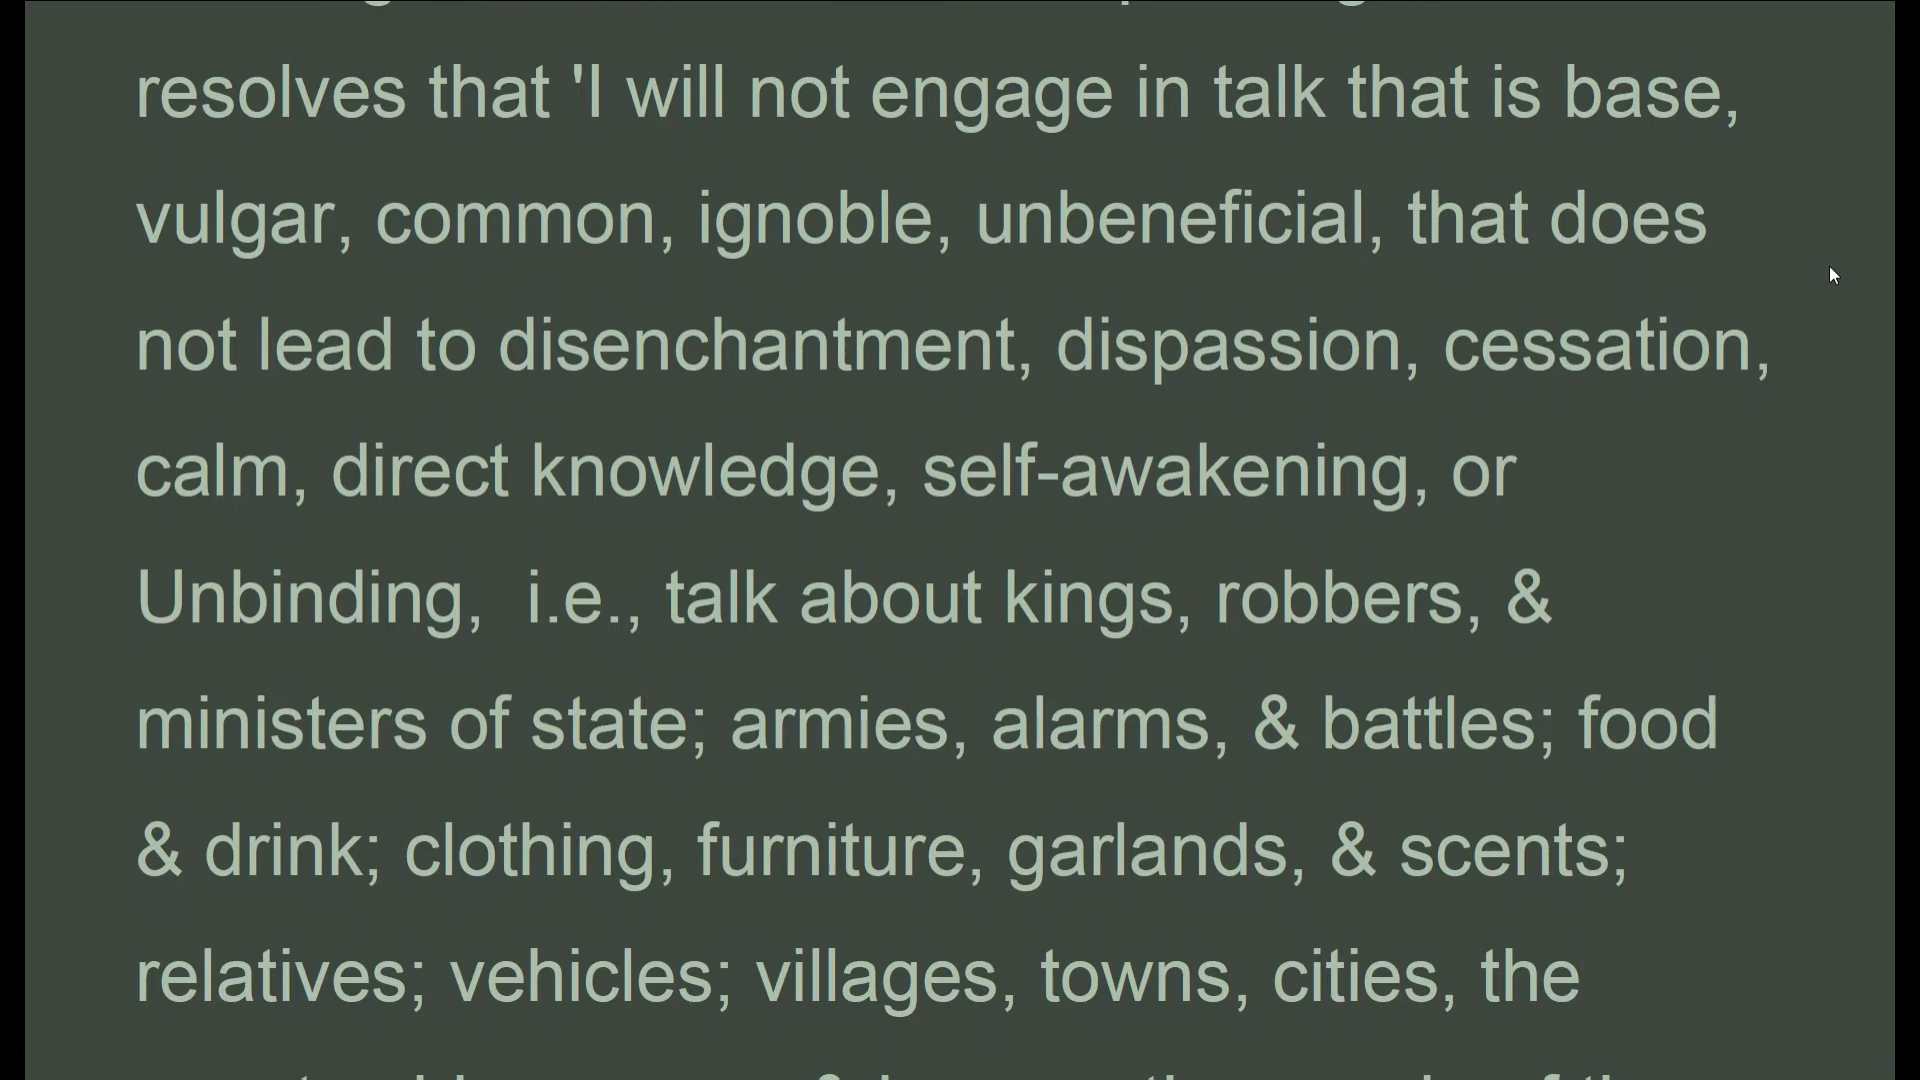 resolves that 'I will not engage in talk that is base,
vulgar, common, ignoble, unbeneficial, that does
not lead to disenchantment, dispassion, cessation,
calm, direct knowledge, self-awakening, or
Unbinding,  i.e., talk about kings, robbers, &
ministers of state; armies, alarms, & battles; food
& drink; clothing, furniture, garlands, & scents;
relatives; vehicles; villages, towns, cities, the